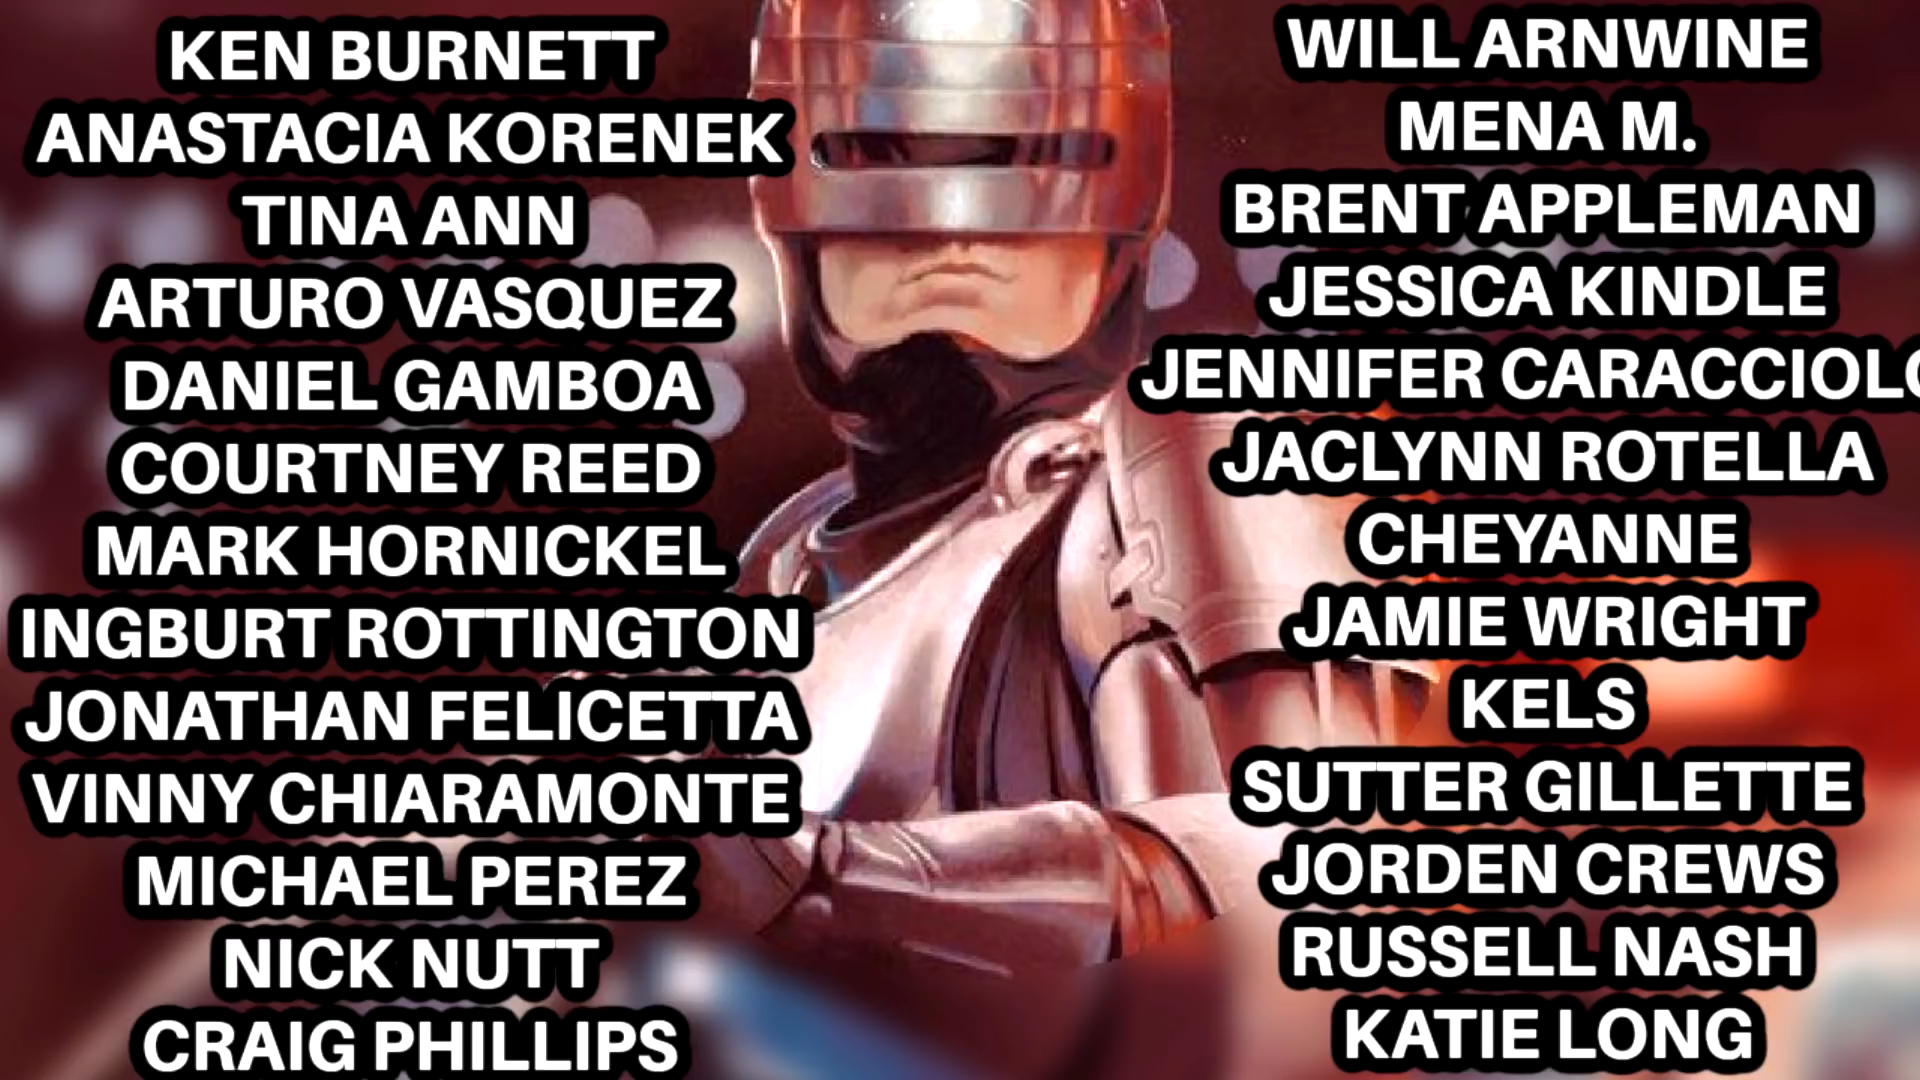 KEN BURNETT
ANASTACIA KORENEK
TINA ANN
ARTURO VASQUEZ
DANIEL GAMBOA
COURTNEY REED
MARK HORNICKEL
INGBURT ROTTINGTON
JONATHAN FELICETTA
VINNY CHIARAMONTE
MICHAEL PEREZ
NICK NUTT
CRAIG PHILLIPS
WILL ARNWINE
MENA M.
BRENT APPLEMAN
JESSICA KINDLE
JENNIFER CARACCIOLO
JACLYNN ROTELLA
CHEYANNE
JAMIE WRIGHT
KELS
SUTTER GILLETTE
JORDEN CREWS
RUSSELL NASH
KATIE LONG